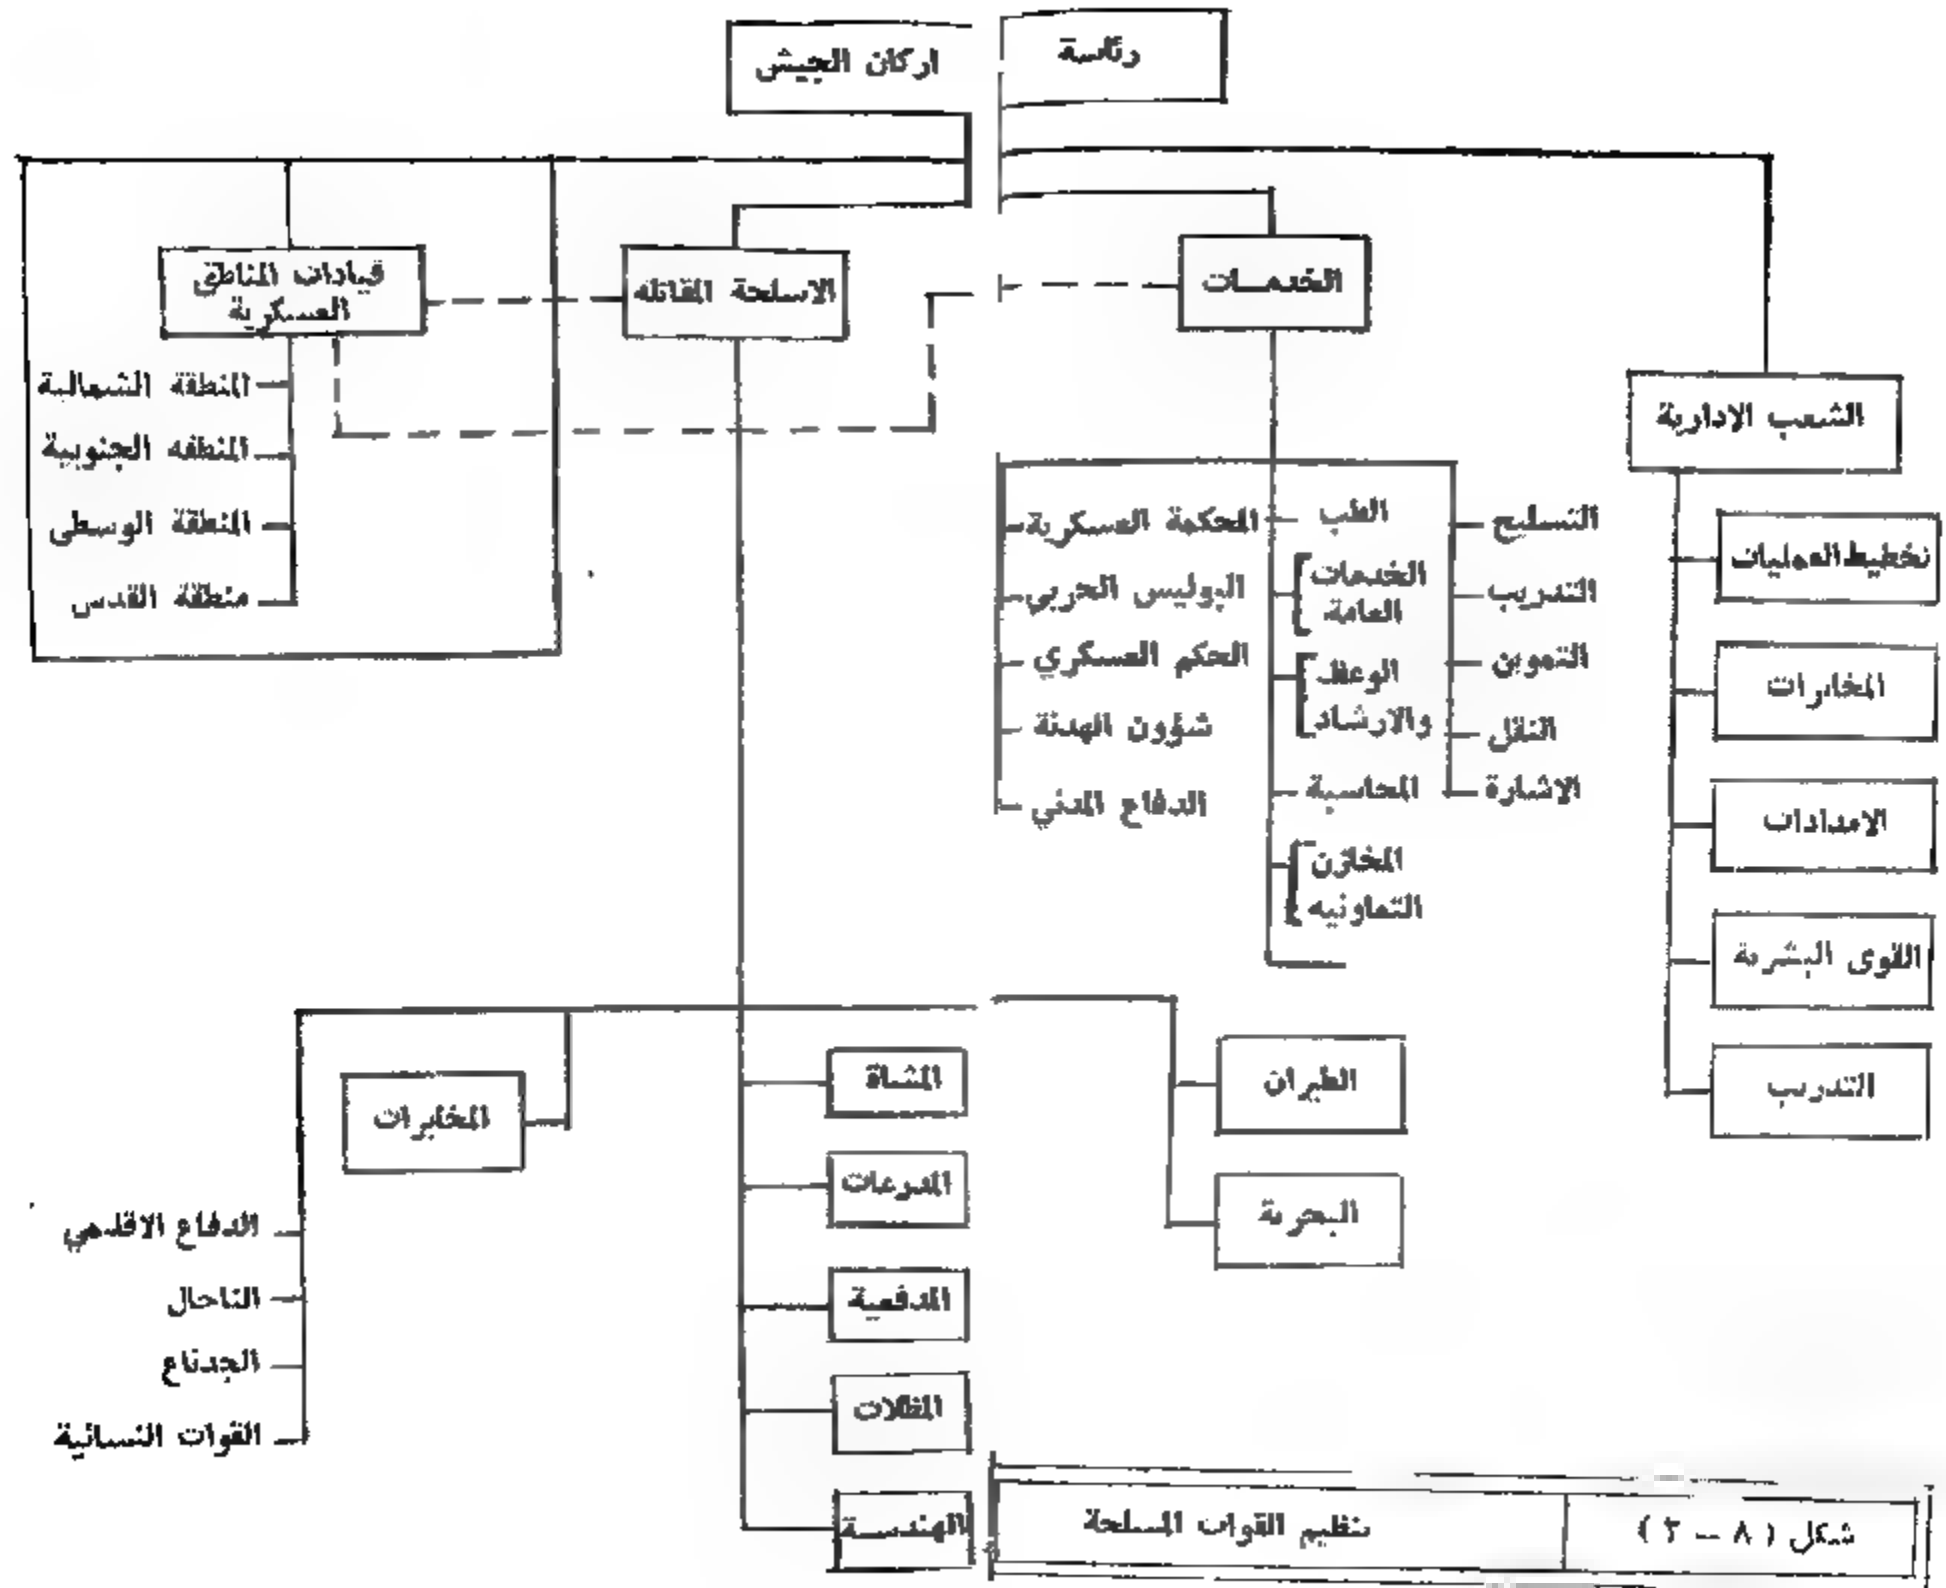 رئاسة اركان الجيش
الشعب الادارية
تخطيط العمليات
المخابرات
الامدادات
القوى البشرية
التدريب
الخدمـات
التسليح
التدريب
التموين
النقل
الاشارة
الطب
الخدمات
العامة
الوعظ
والارشاد
المحاسبة
المخازن
التعاونيه
المحكمة العسكرية
البوليس الحربي
الحكم العسكري
شؤون الهدنة
الدفاع المدني
الاسلحة المقاتله
الطيران
البحرية
المشاة
المدرعات
المدفعية
المظلات
الهندسـة
المخابرات
الدفاع الاقليمي
الناحال
الجدناع
القوات النسائية
قيادات المناطق
العسكرية
المنطقة الشمالية
المنطقه الجنوبية
المنطقة الوسطى
منطقة القدس
شكل ( ٨ – ٢ )
تنظيم القوات المسلحة